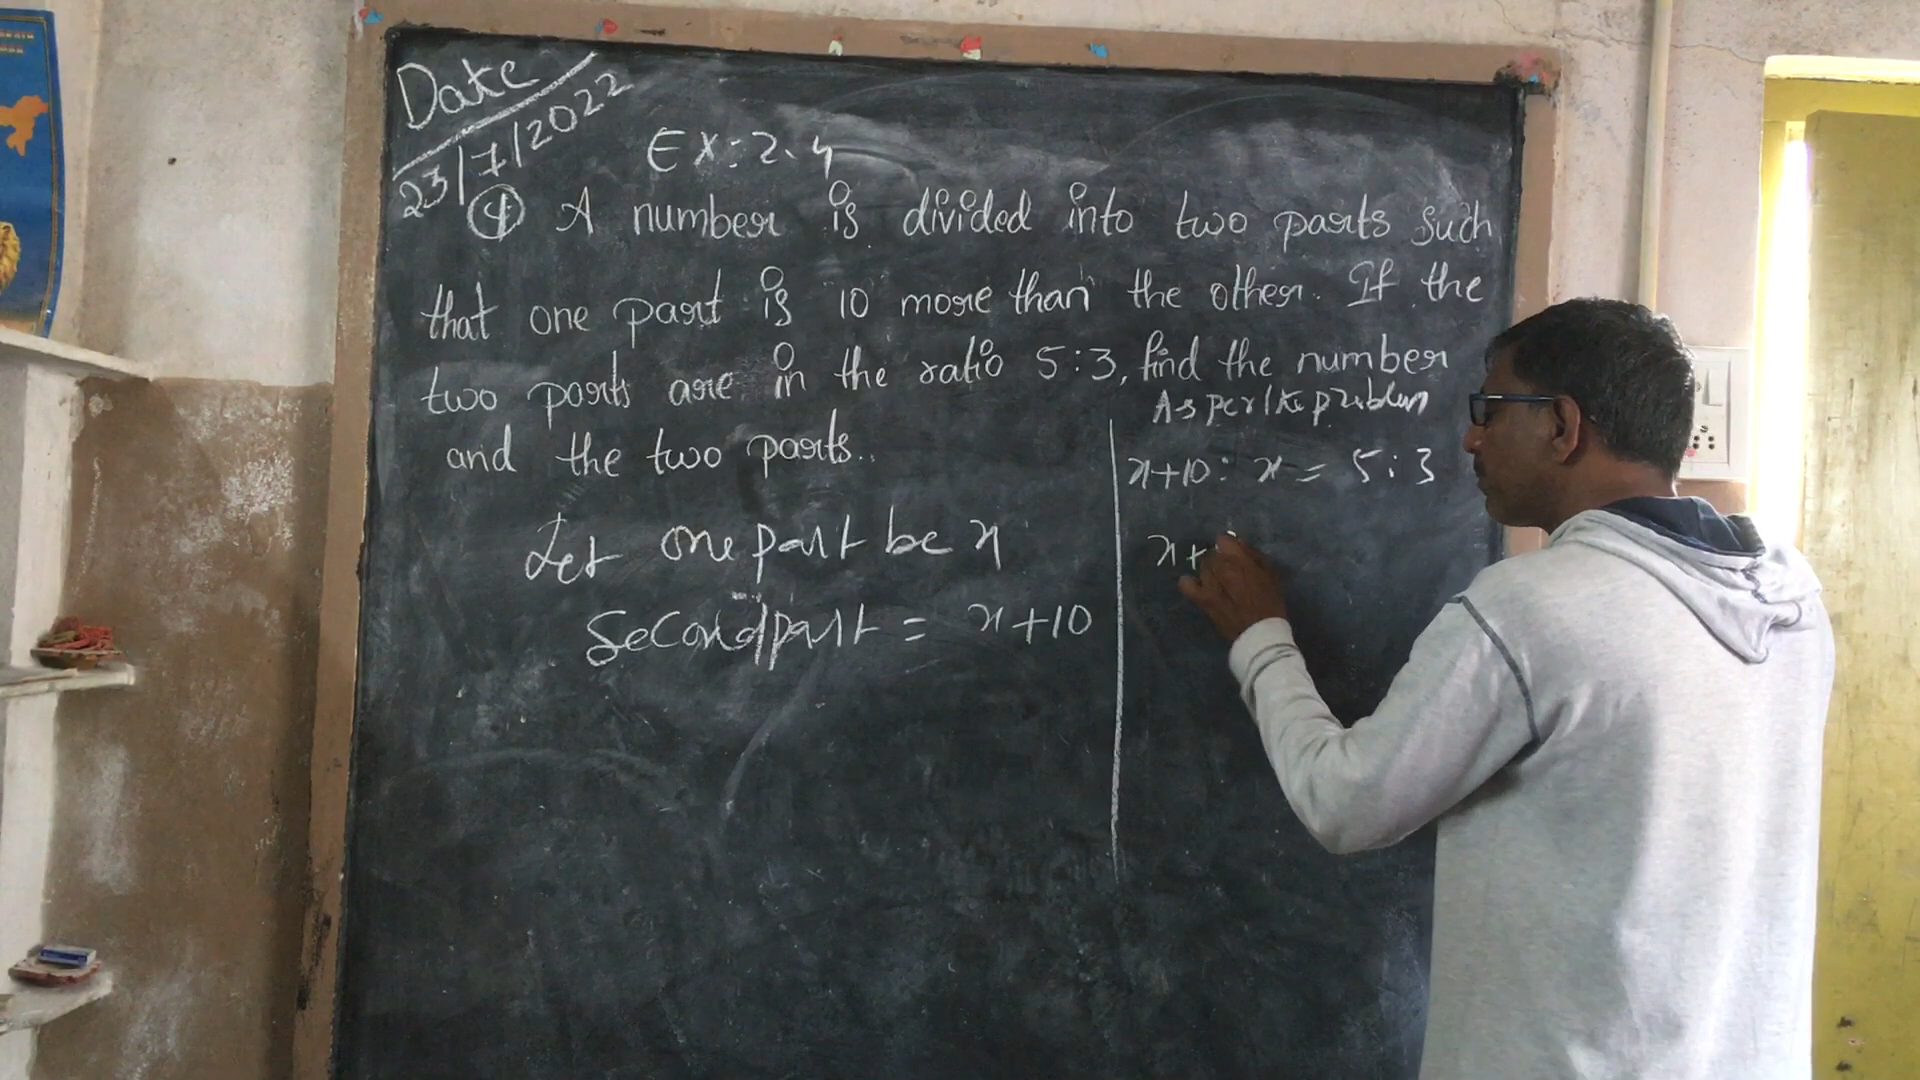 Date
23/7/2022
EX: 2.4
4 A number is divided into two parts such
that one part is 10 more than the other. If the
two parts are in the ratio 5:3, find the number
and the two parts.
Let one part be x
Second part = x+10
As per the problem
x+10 : x = 5 : 3
x+